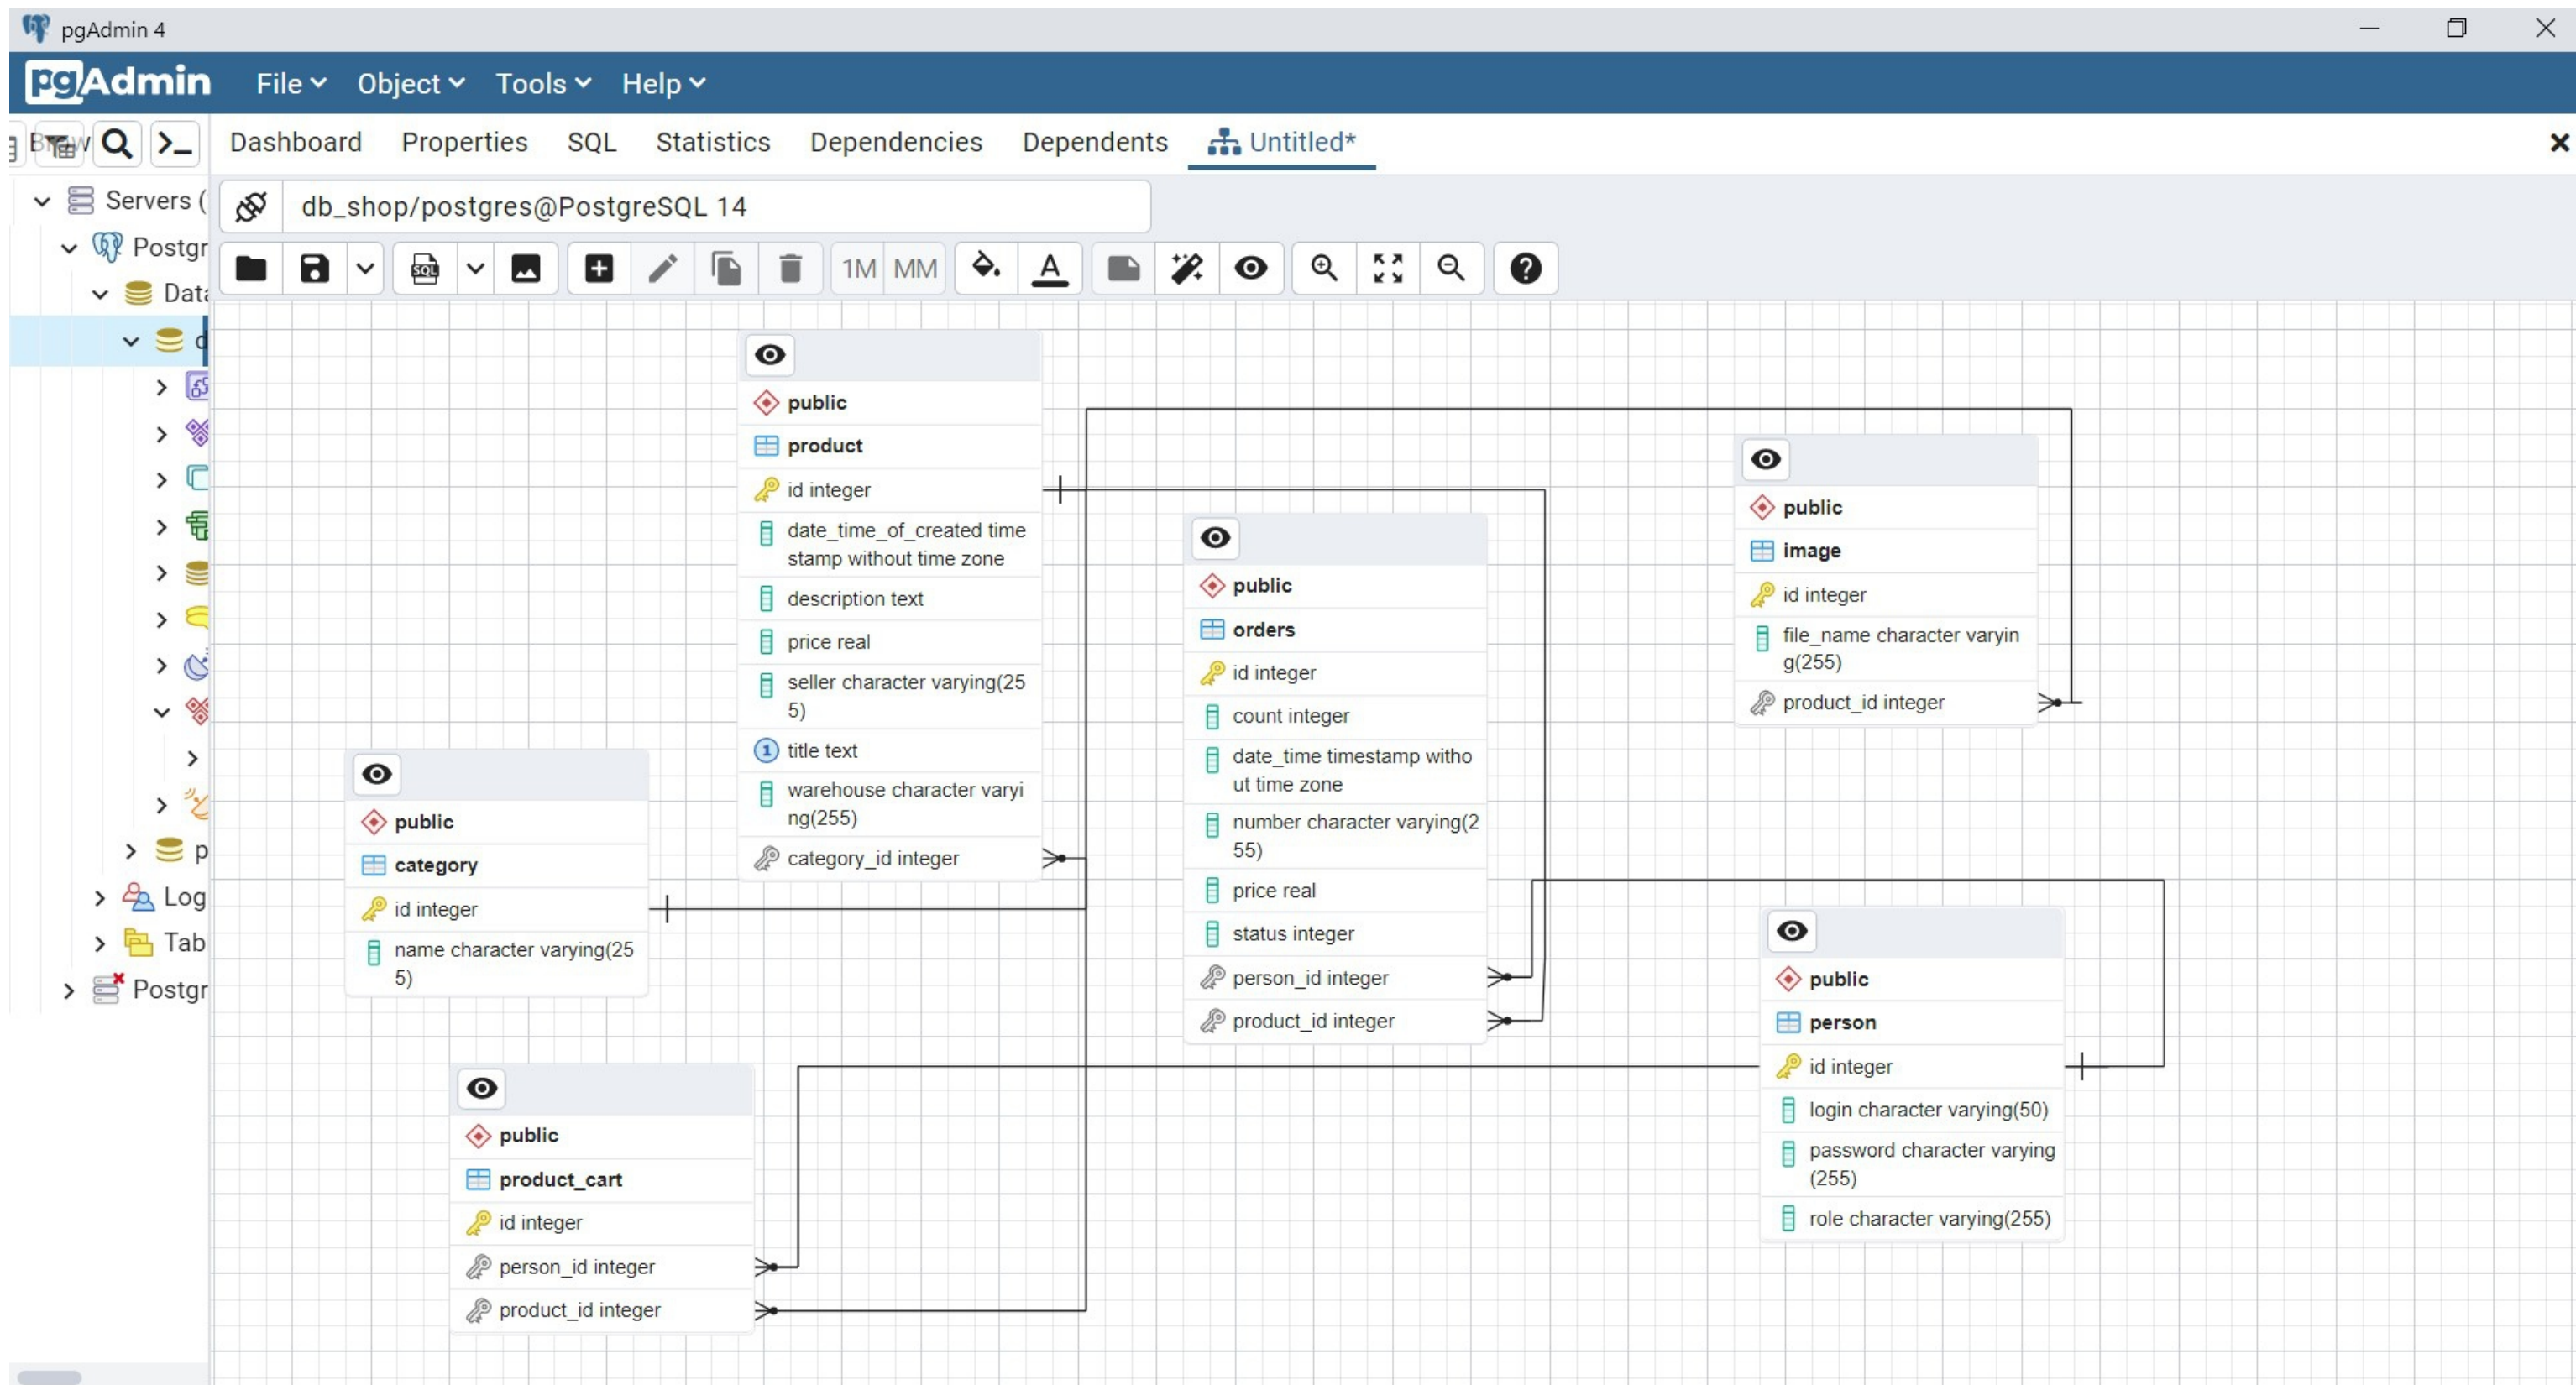 pgAdmin 4
pgAdmin File Object Tools Help
Dashboard Properties SQL Statistics Dependencies Dependents Untitled*
Servers (
db_shop/postgres@PostgreSQL 14
Postgr
SQL 1M MM A
Data
d
p
Log
Tab
Postgr
public
product
id integer
date_time_of_created time
stamp without time zone
description text
price real
seller character varying(25
5)
1 title text
warehouse character varyi
ng(255)
category_id integer
public
orders
id integer
count integer
date_time timestamp witho
ut time zone
number character varying(2
55)
price real
status integer
person_id integer
product_id integer
public
image
id integer
file_name character varyin
g(255)
product_id integer
public
category
id integer
name character varying(25
5)
public
person
id integer
login character varying(50)
password character varying
(255)
role character varying(255)
public
product_cart
id integer
person_id integer
product_id integer